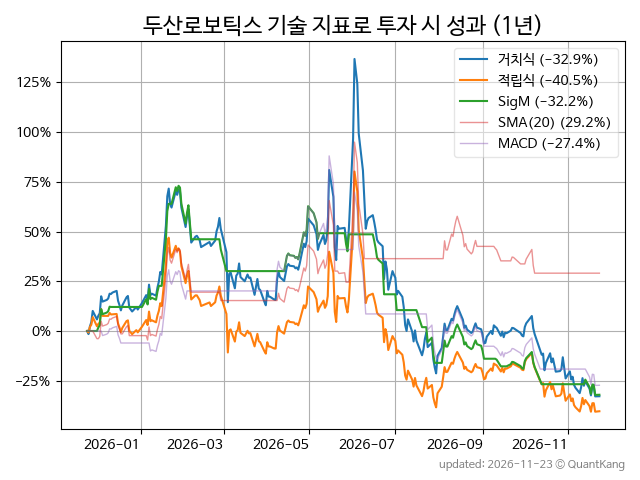 두산로보틱스 기술 지표로 투자 시 성과 (1년)
거치식 (-32.9%)
적립식 (-40.5%)
SigM (-32.2%)
SMA(20) (29.2%)
MACD (-27.4%)
125%
100%
75%
50%
25%
0%
-25%
2026-01
2026-03
2026-05
2026-07
2026-09
2026-11
updated: 2026-11-23 © QuantKang